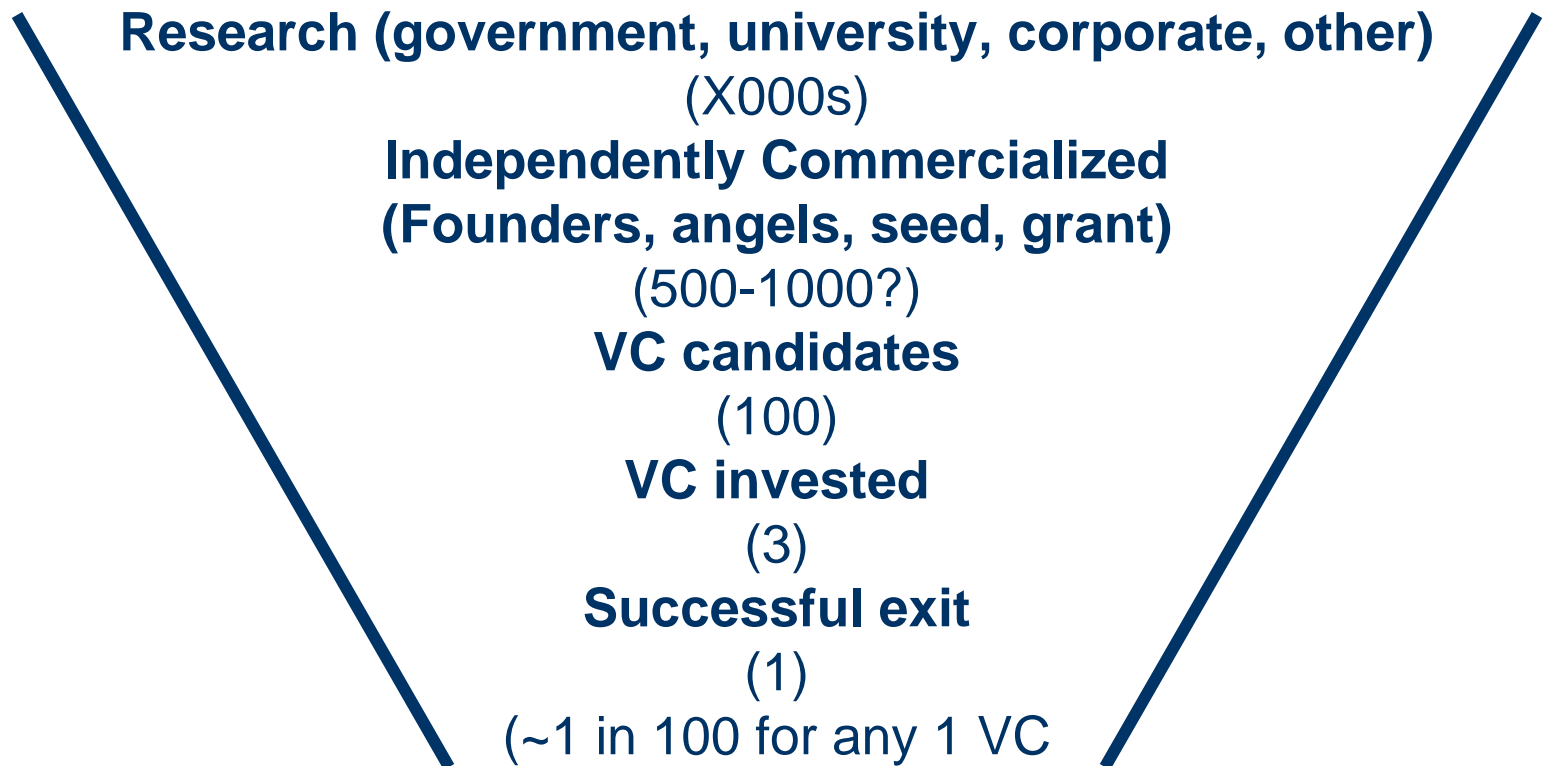 Research (government, university, corporate, other)
(X000s)
Independently Commercialized
(Founders, angels, seed, grant)
(500-1000?)
VC candidates
(100)
VC invested
(3)
Successful exit
(1)
(~1 in 100 for any 1 VC